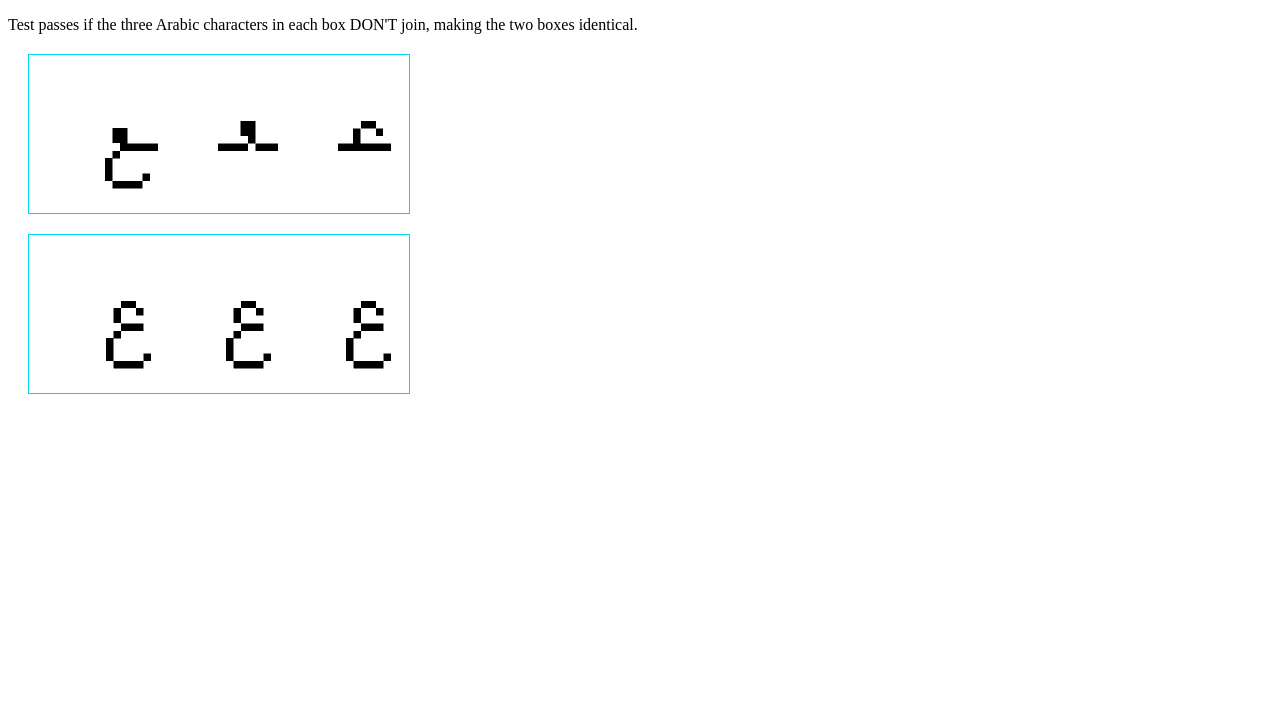 Test passes if the three Arabic characters in each box DON'T join, making the two boxes identical.
ﻋ ﻌ ﻊ
ع ع ع